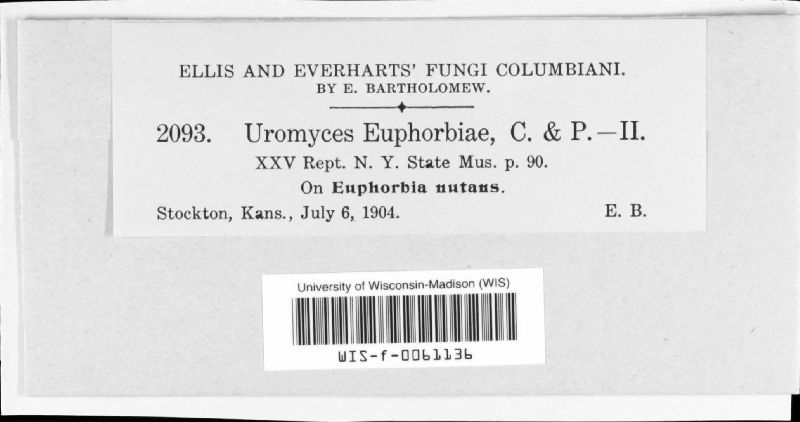 ELLIS AND EVERHARTS' FUNGI COLUMBIANI.
BY E. BARTHOLOMEW.
2093. Uromyces Euphorbiae, C. & P.—II.
XXV Rept. N. Y. State Mus. p. 90.
On Euphorbia nutans.
Stockton, Kans., July 6, 1904. E. B.
University of Wisconsin-Madison (WIS)
WIS-f-0061136